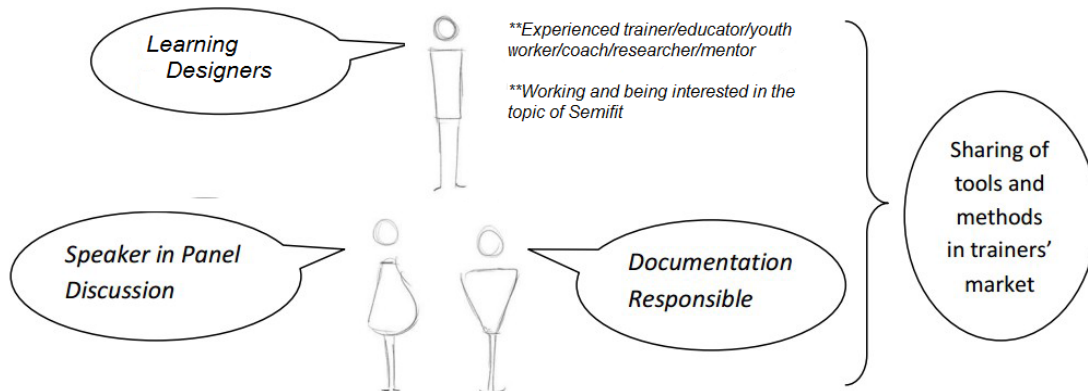 Learning
Designers
**Experienced trainer/educator/youth
worker/coach/researcher/mentor
**Working and being interested in the
topic of Semifit
Speaker in Panel
Discussion
Documentation
Responsible
Sharing of
tools and
methods
in trainers’
market